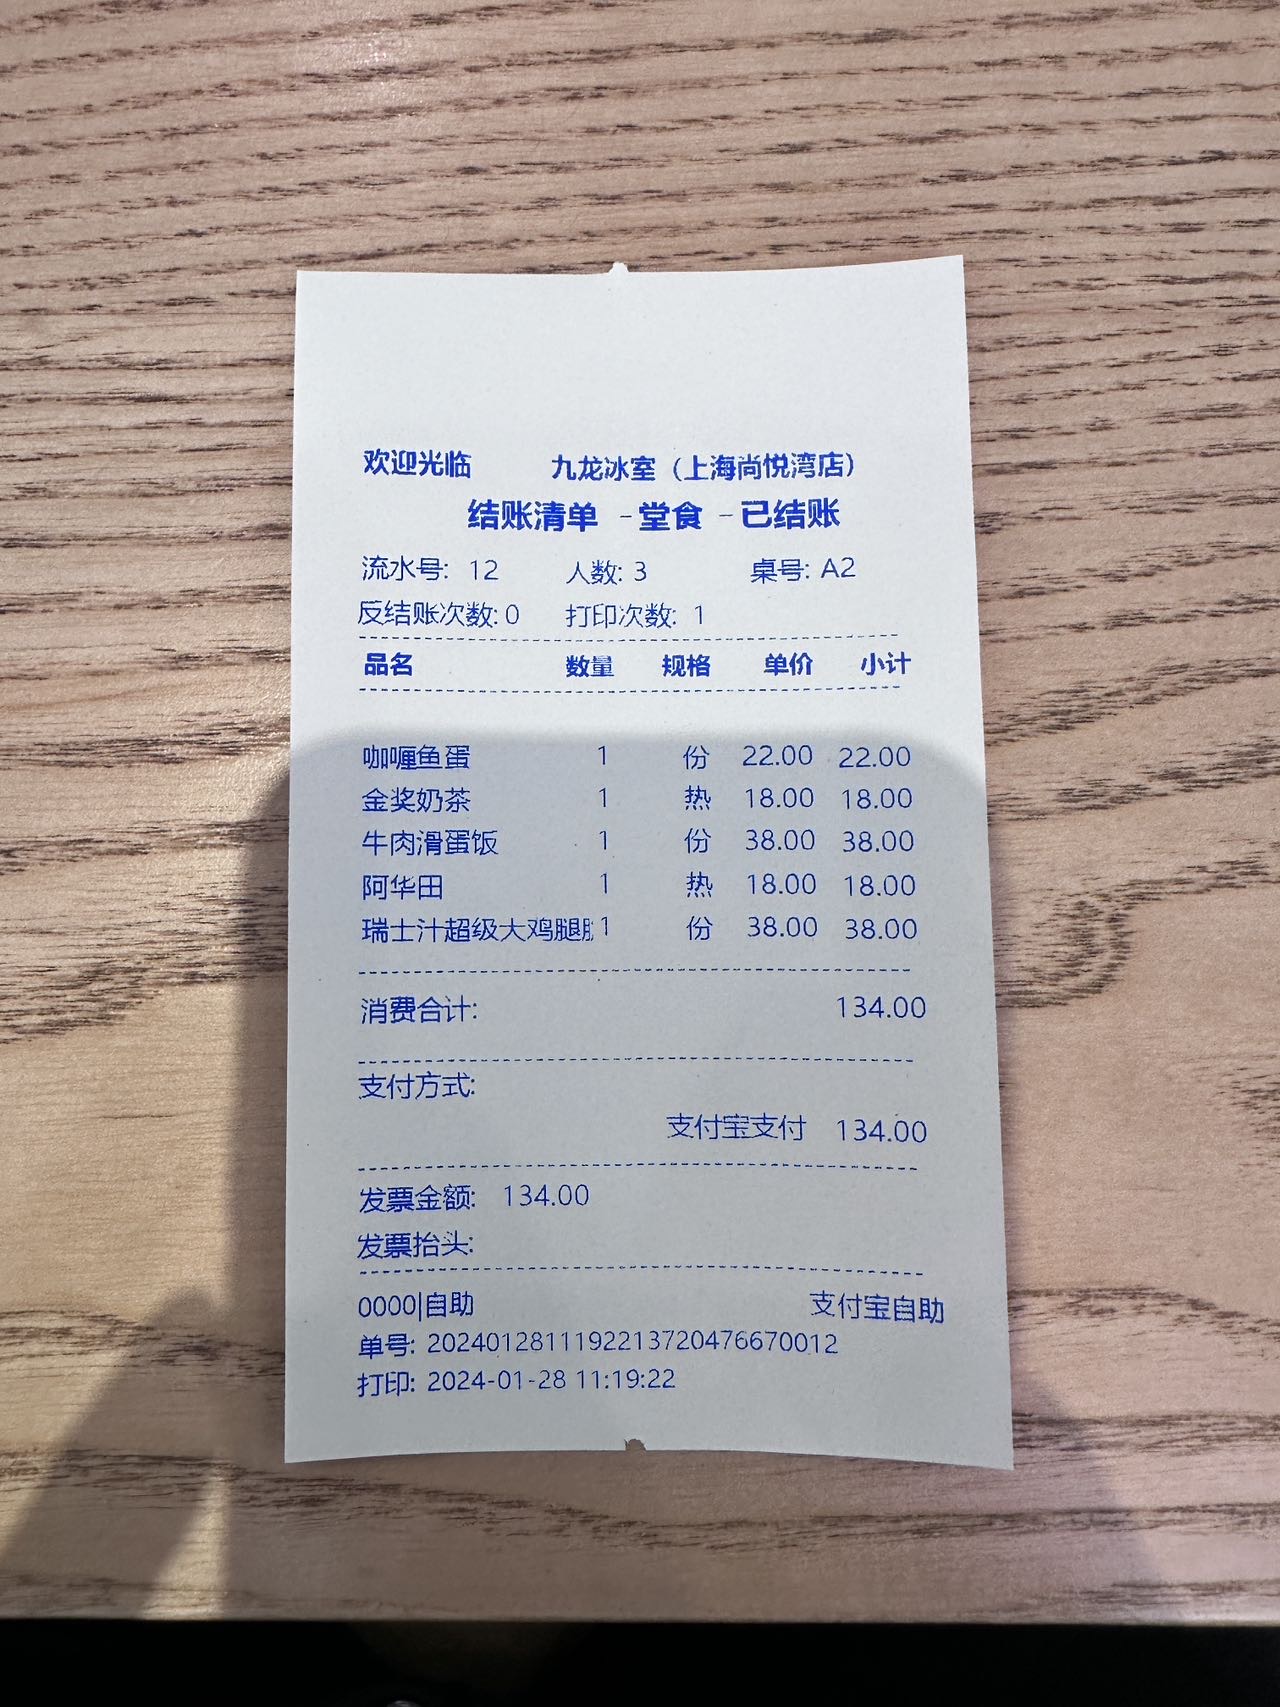 欢迎光临 九龙冰室（上海尚悦湾店）
结账清单 -堂食 -已结账
流水号: 12 人数: 3 桌号: A2
反结账次数: 0 打印次数: 1
品名 数量 规格 单价 小计
咖喱鱼蛋 1 份 22.00 22.00
金奖奶茶 1 热 18.00 18.00
牛肉滑蛋饭 1 份 38.00 38.00
阿华田 1 热 18.00 18.00
瑞士汁超级大鸡腿 1 份 38.00 38.00
消费合计: 134.00
支付方式:
支付宝支付 134.00
发票金额: 134.00
发票抬头:
0000|自助 支付宝自助
单号: 20240128111922137204766​70012
打印: 2024-01-28 11:19:22